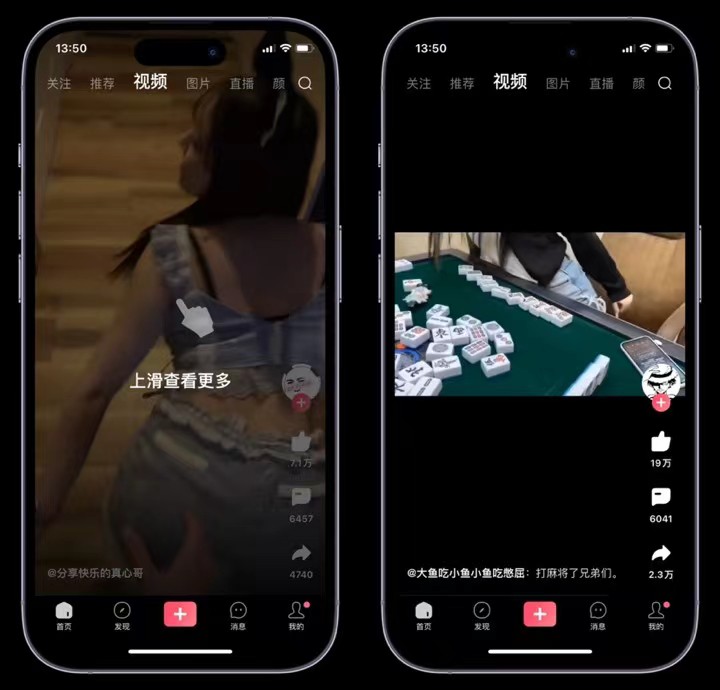 13:50
关注 推荐 视频 图片 直播 颜
上滑查看更多
7.1万
6457
4740
@分享快乐的真心哥
首页 发现 消息 我的
13:50
关注 推荐 视频 图片 直播 颜
東
19万
6041
2.3万
@大鱼吃小鱼小鱼吃憨屈：打麻将了兄弟们。
首页 发现 消息 我的